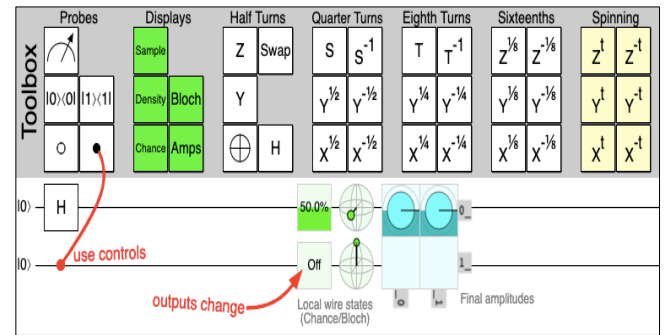 Toolbox
Probes Displays Half Turns Quarter Turns Eighth Turns Sixteenths Spinning
Sample Z Swap S S⁻¹ T T⁻¹ Z^⅛ Z^-⅛ Z^t Z^-t
|0⟩⟨0| |1⟩⟨1| Density Bloch Y Y^½ Y^-½ Y^¼ Y^-¼ Y^⅛ Y^-⅛ Y^t Y^-t
Chance Amps H X^½ X^-½ X^¼ X^-¼ X^⅛ X^-⅛ X^t X^-t
|0⟩ H 50.0% 0_
use controls
|0⟩ Off 1_
outputs change
Local wire states
(Chance/Bloch)
_0 _1
Final amplitudes